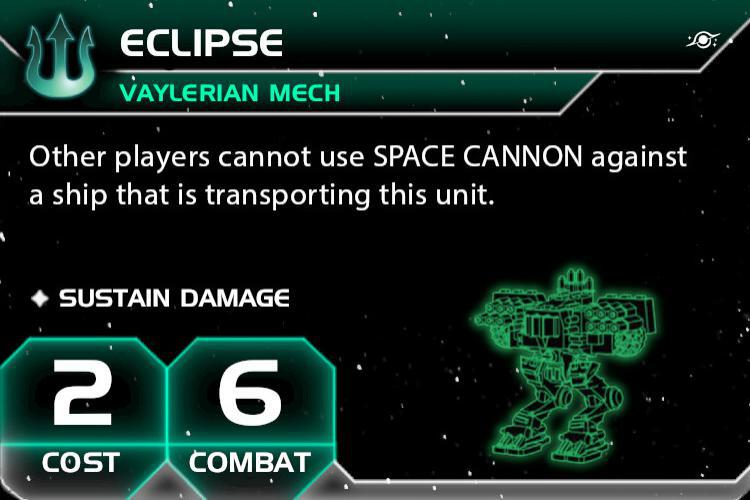 ECLIPSE
VAYLERIAN MECH
Other players cannot use SPACE CANNON against
a ship that is transporting this unit.
SUSTAIN DAMAGE
2 6
COST COMBAT